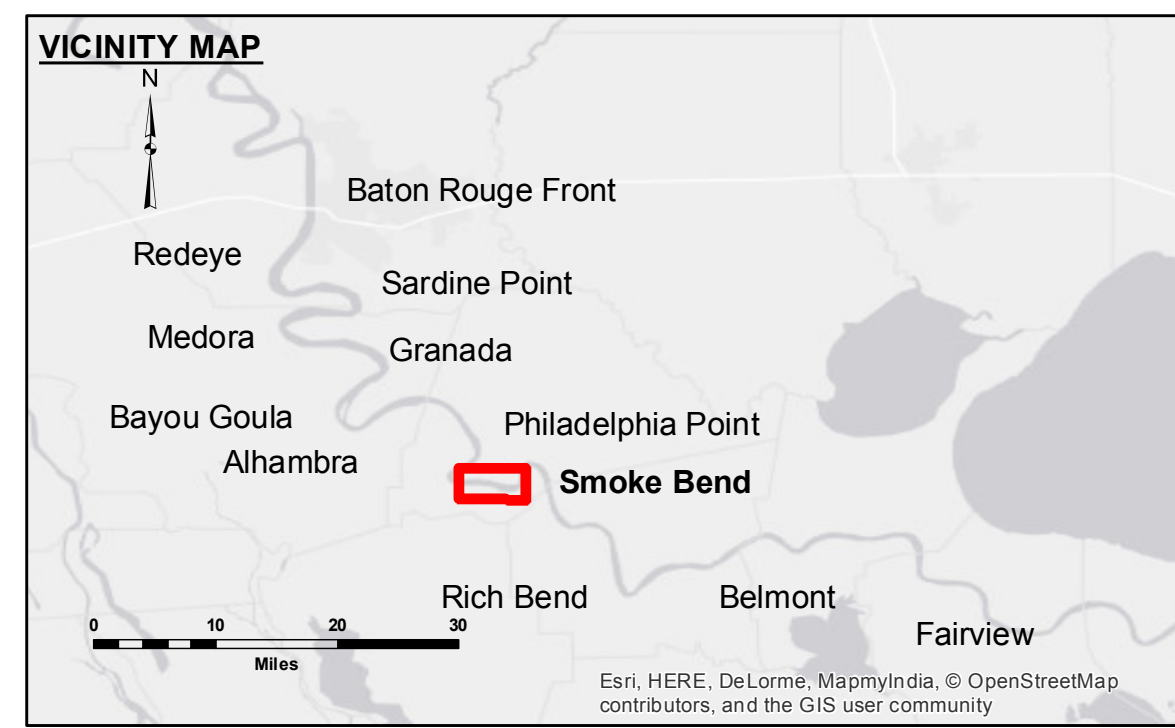 VICINITY MAP
N
Baton Rouge Front
Redeye
Sardine Point
Medora
Granada
Bayou Goula
Philadelphia Point
Alhambra
Smoke Bend
Rich Bend
Belmont
Fairview
0 10 20 30
Miles
Esri, HERE, DeLorme, MapmyIndia, © OpenStreetMap
contributors, and the GIS user community